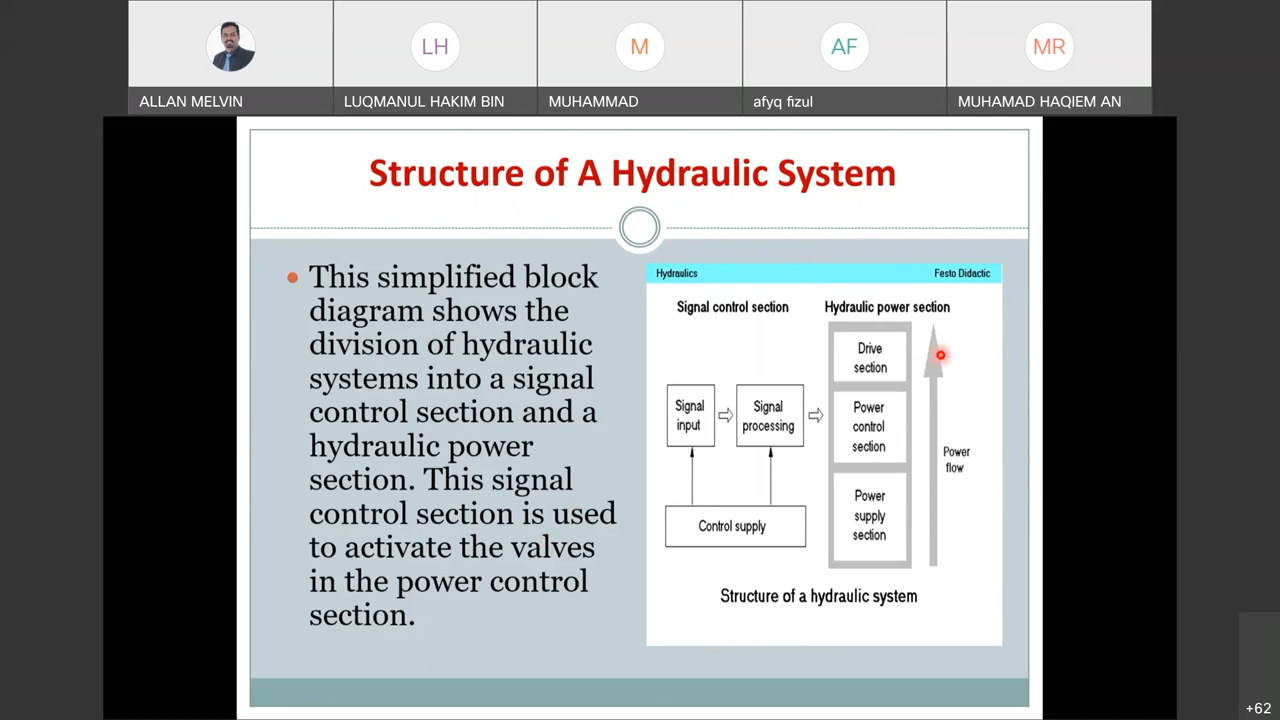 LH
M
AF
MR
ALLAN MELVIN
LUQMANUL HAKIM BIN
MUHAMMAD
afyq fizul
MUHAMAD HAQIEM AN
Structure of A Hydraulic System
This simplified block
diagram shows the
division of hydraulic
systems into a signal
control section and a
hydraulic power
section. This signal
control section is used
to activate the valves
in the power control
section.
Hydraulics
Festo Didactic
Signal control section
Hydraulic power section
Drive
section
Signal
input
Signal
processing
Power
control
section
Power
flow
Power
supply
section
Control supply
Structure of a hydraulic system
+62